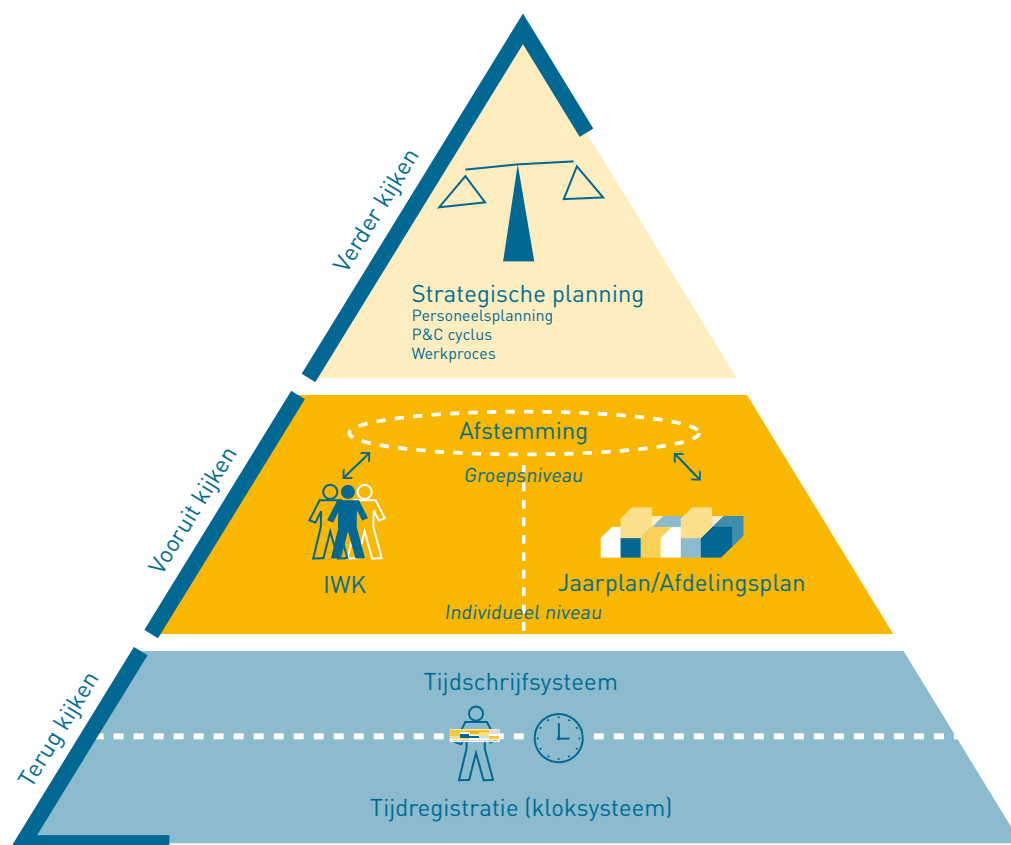 Verder kijken
Strategische planning
Personeelsplanning
P&C cyclus
Werkproces
Vooruit kijken
Afstemming
Groepsniveau
IWK
Jaarplan/Afdelingsplan
Individueel niveau
Terug kijken
Tijdschrijfsysteem
Tijdregistratie (kloksysteem)